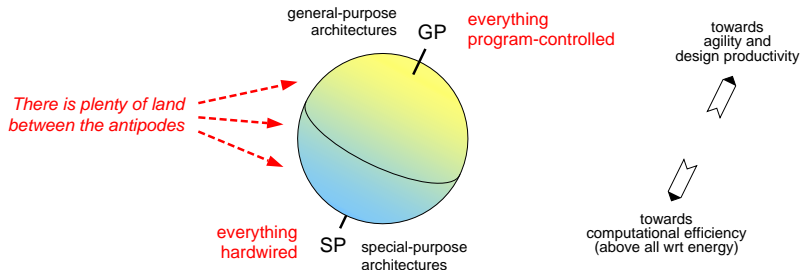 general-purpose
architectures
GP
everything
program-controlled
towards
agility and
design productivity
There is plenty of land
between the antipodes
everything
hardwired
SP
special-purpose
architectures
towards
computational efficiency
(above all wrt energy)